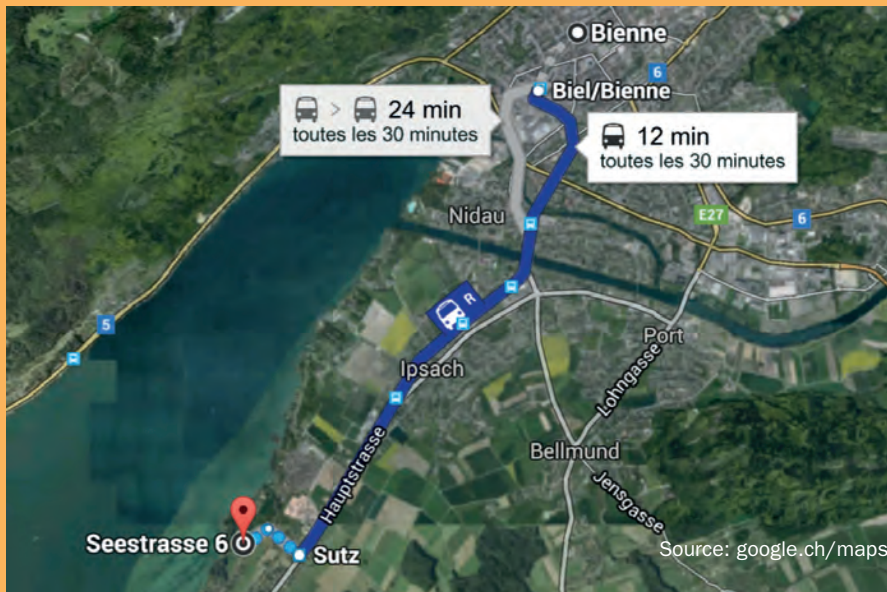 Bienne
6
Biel/Bienne
> 24 min
toutes les 30 minutes
12 min
toutes les 30 minutes
Nidau
E27
6
R
5
Port
Ipsach
Lohngasse
Hauptstrasse
Bellmund
Jensgasse
Seestrasse 6
Sutz
Source: google.ch/maps